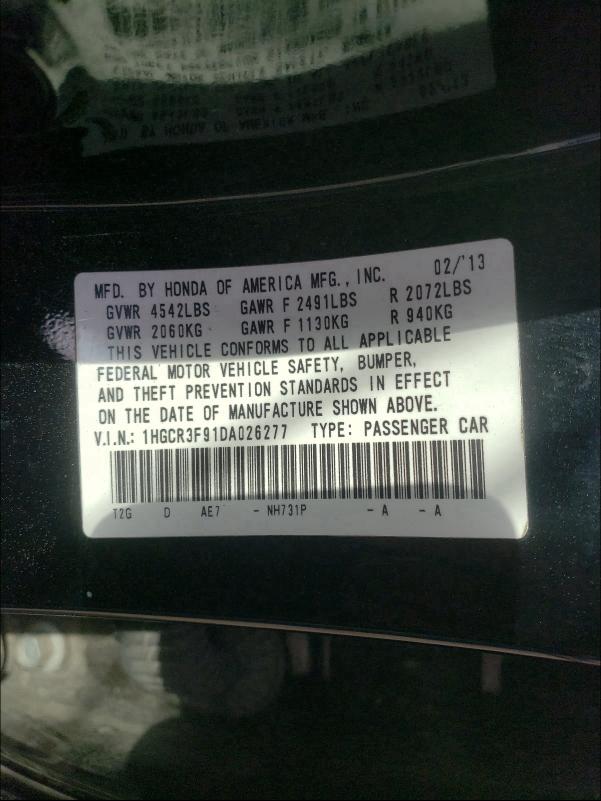 MFD. BY HONDA OF AMERICA MFG., INC. 02/'13
GVWR 4542LBS GAWR F 2491LBS R 2072LBS
GVWR 2060KG GAWR F 1130KG R 940KG
THIS VEHICLE CONFORMS TO ALL APPLICABLE
FEDERAL MOTOR VEHICLE SAFETY, BUMPER,
AND THEFT PREVENTION STANDARDS IN EFFECT
ON THE DATE OF MANUFACTURE SHOWN ABOVE.
V.I.N.: 1HGCR3F91DA026277 TYPE: PASSENGER CAR
T2G D AE7 - NH731P - A - A